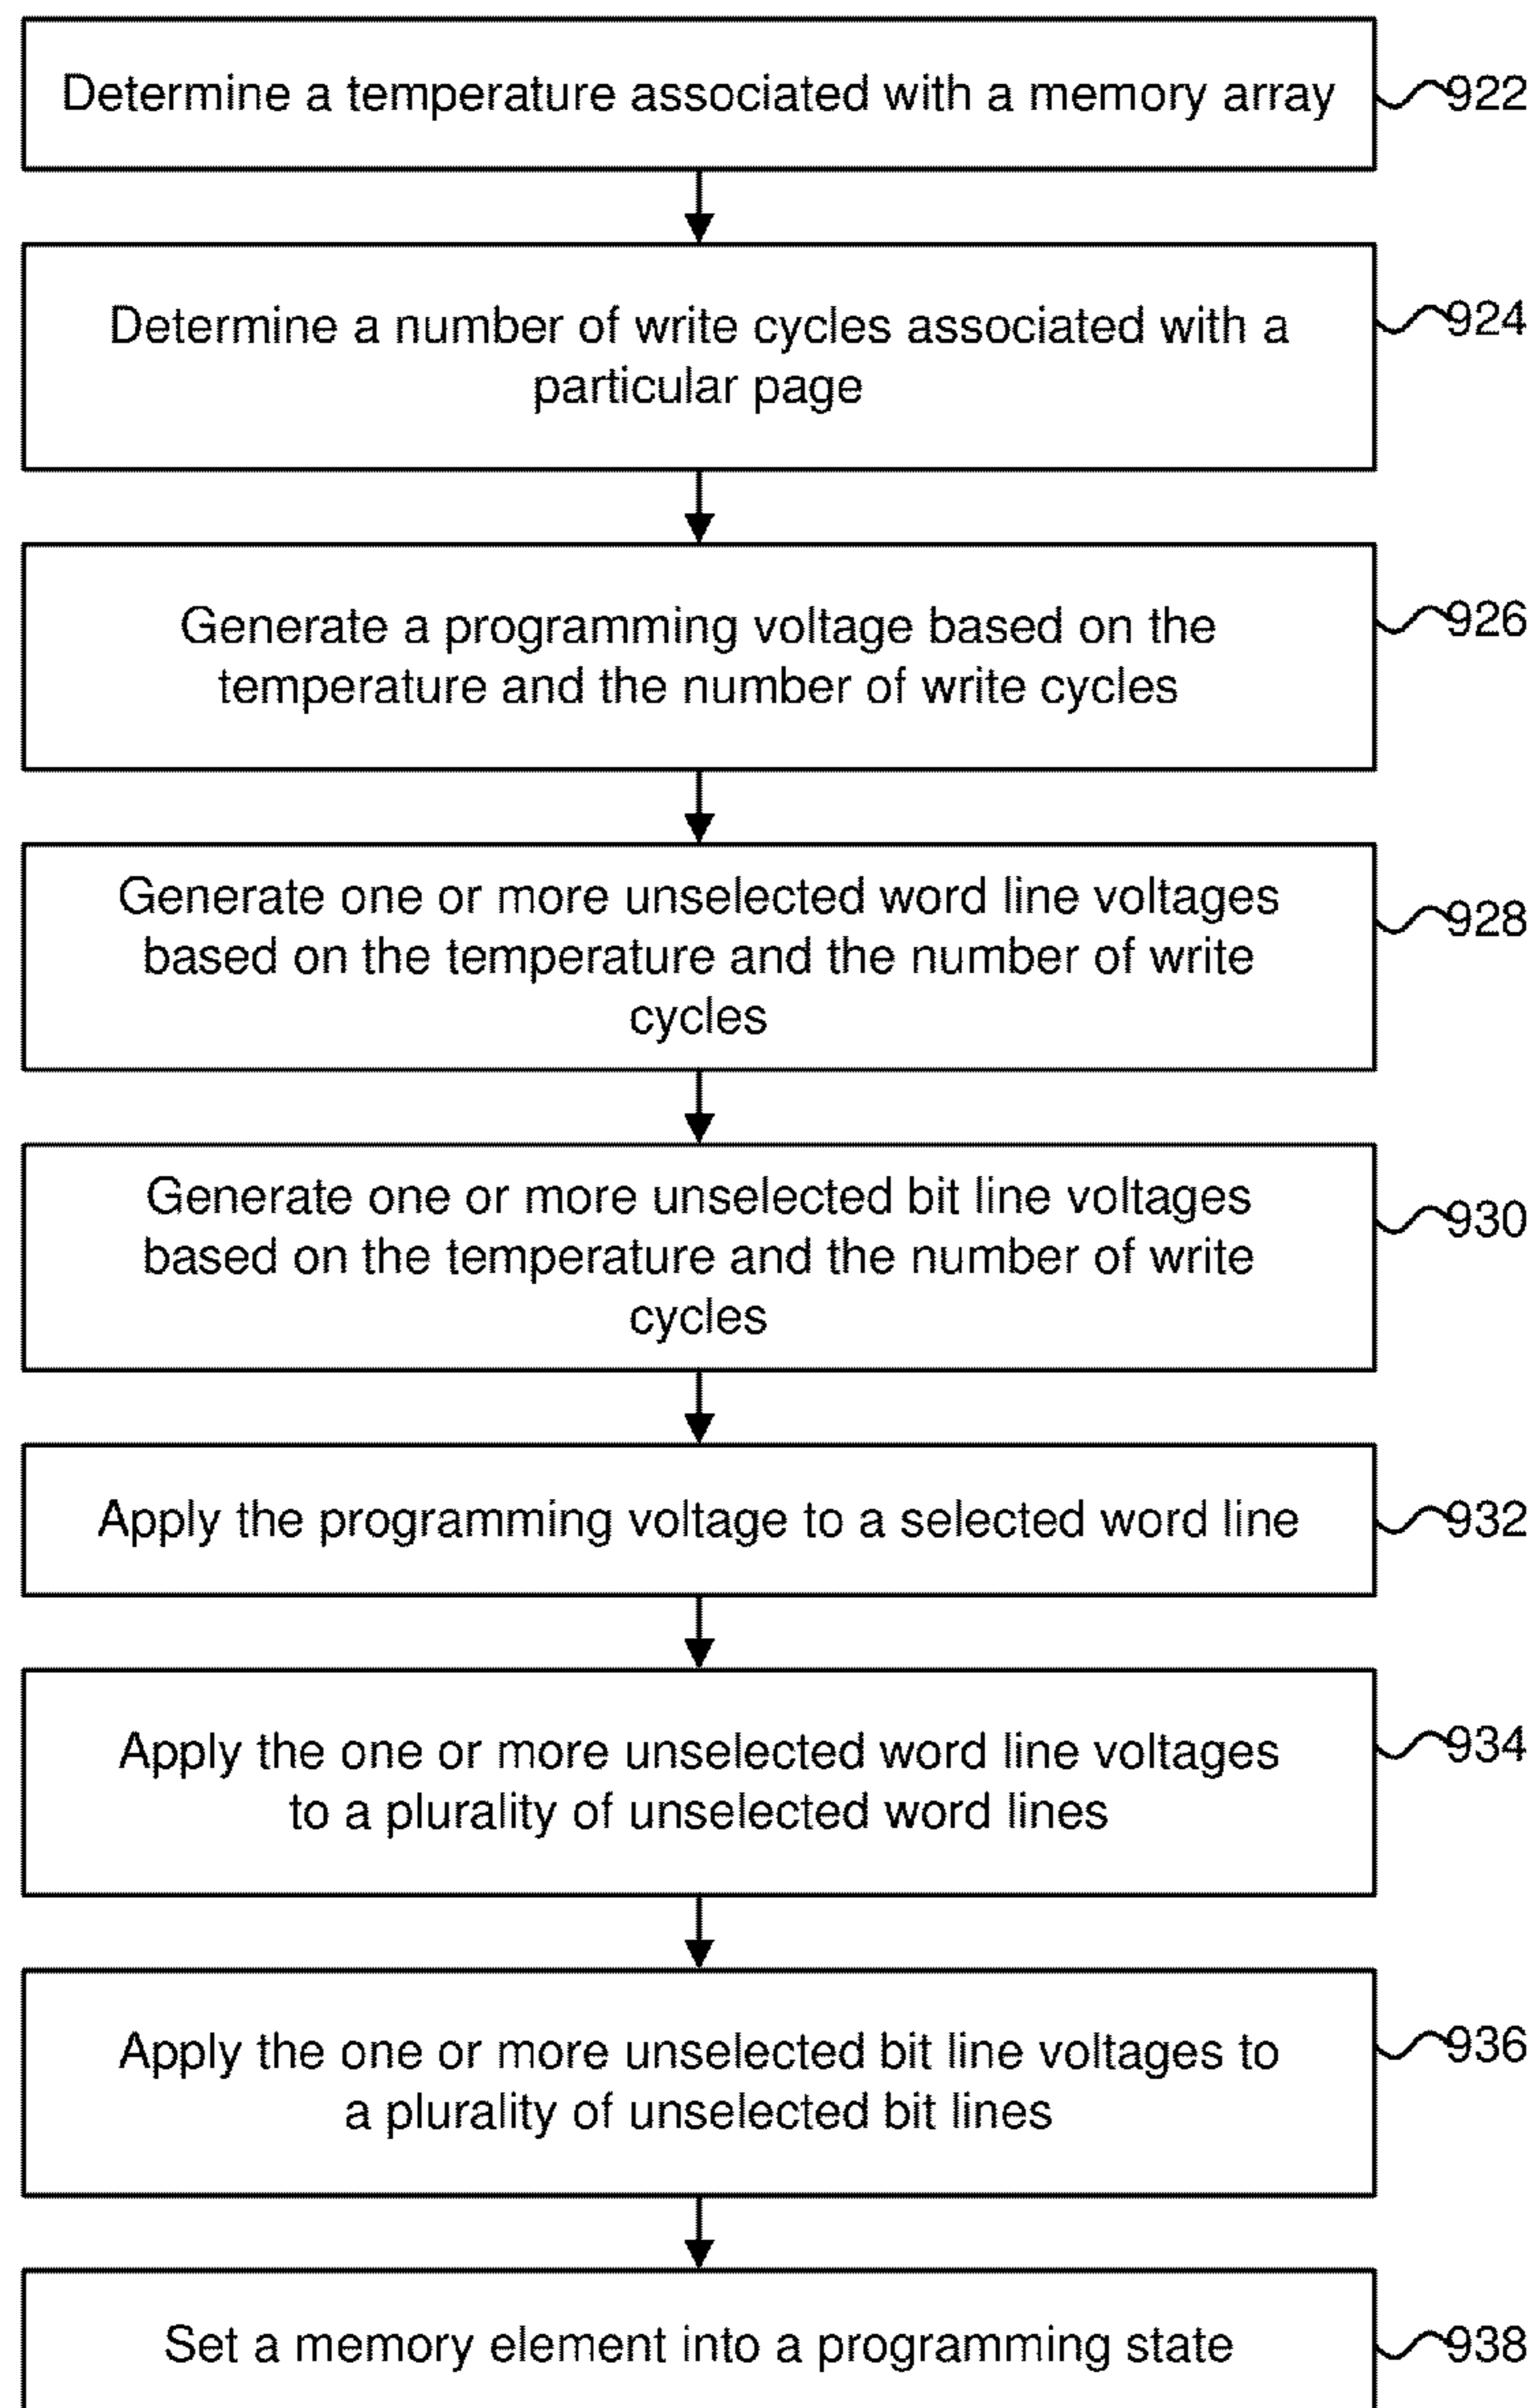 Determine a temperature associated with a memory array
922
Determine a number of write cycles associated with a
particular page
924
Generate a programming voltage based on the
temperature and the number of write cycles
926
Generate one or more unselected word line voltages
based on the temperature and the number of write
cycles
928
Generate one or more unselected bit line voltages
based on the temperature and the number of write
cycles
930
Apply the programming voltage to a selected word line
932
Apply the one or more unselected word line voltages
to a plurality of unselected word lines
934
Apply the one or more unselected bit line voltages to
a plurality of unselected bit lines
936
Set a memory element into a programming state
938